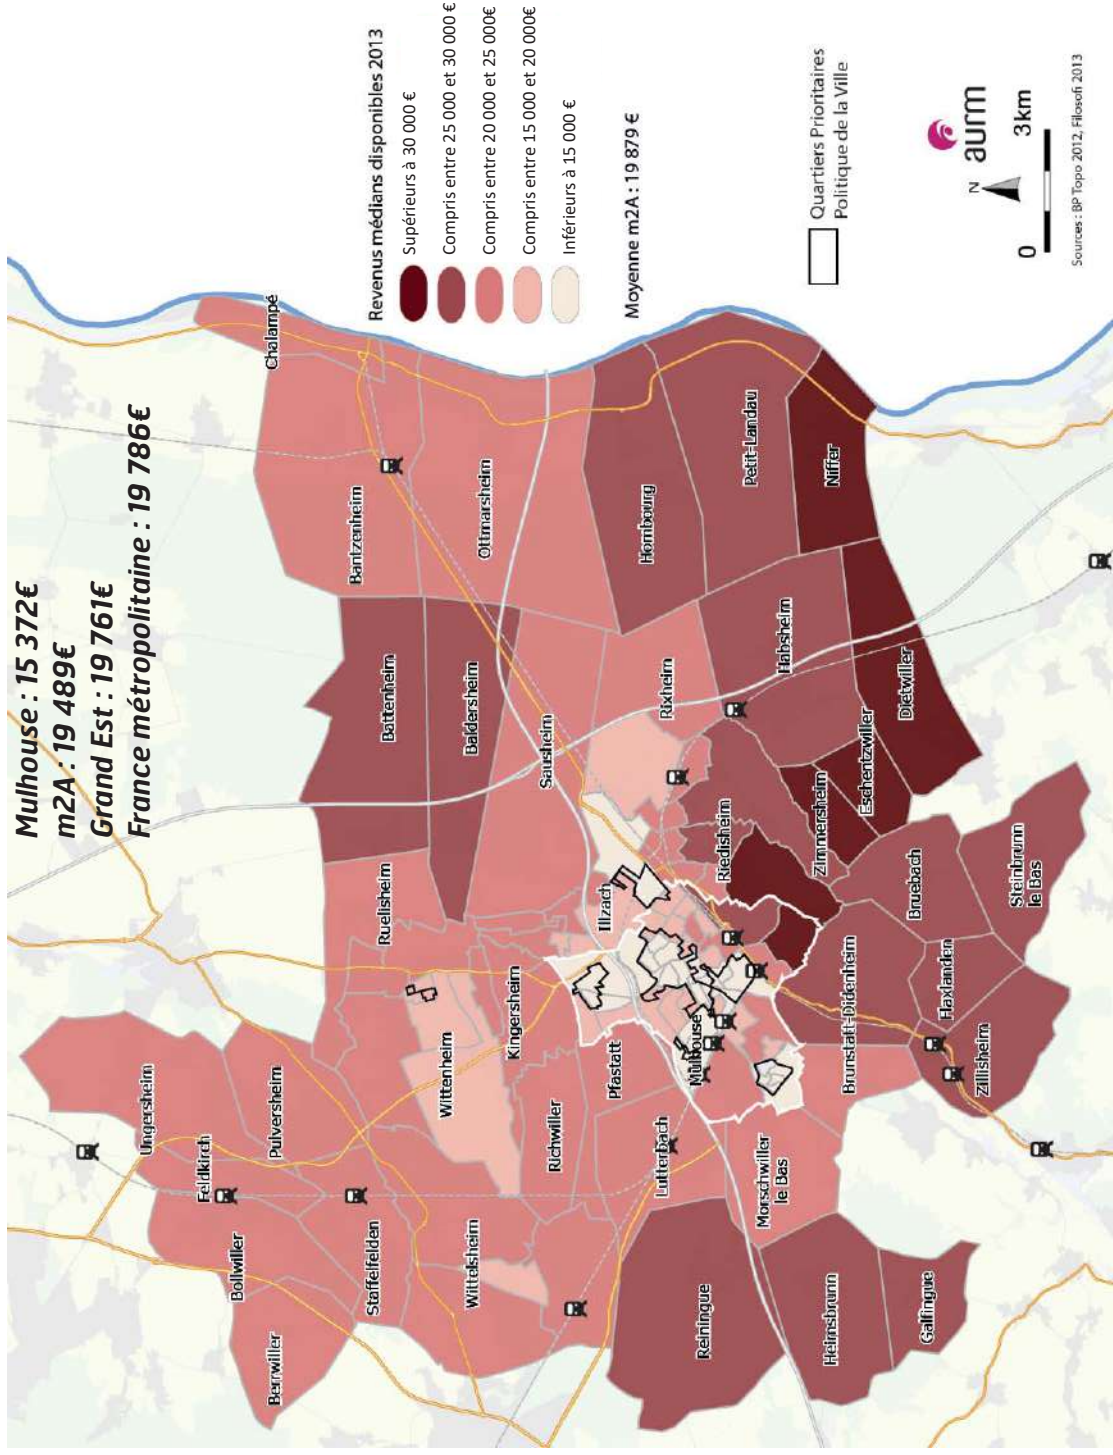 Mulhouse : 15 372€
m2A : 19 489€
Grand Est : 19 761€
France métropolitaine : 19 786€
Revenus médians disponibles 2013
Supérieurs à 30 000 €
Compris entre 25 000 et 30 000 €
Compris entre 20 000 et 25 000€
Compris entre 15 000 et 20 000€
Inférieurs à 15 000 €
Moyenne m2A : 19 879 €
Quartiers Prioritaires
Politique de la Ville
aurm
N
0 3km
Sources : BP Topo 2012, Filosofi 2013
Chalampé
Bantzenheim
Ottmarsheim
Hombourg
Petit-Landau
Niffer
Battenheim
Baldersheim
Sausheim
Rixheim
Habsheim
Dietwiller
Eschentzwiller
Zimmersheim
Riedisheim
Ruelisheim
Illzach
Bruebach
Steinbrunn
le Bas
Ungersheim
Pulversheim
Feldkirch
Wittenheim
Kingersheim
Pfastatt
Mulhouse
Brunstatt-Didenheim
Flaxlanden
Zillisheim
Bollwiller
Staffelfelden
Richwiller
Lutterbach
Morschwiller
le Bas
Berrwiller
Wittelsheim
Reiningue
Heimsbrunn
Galfingue